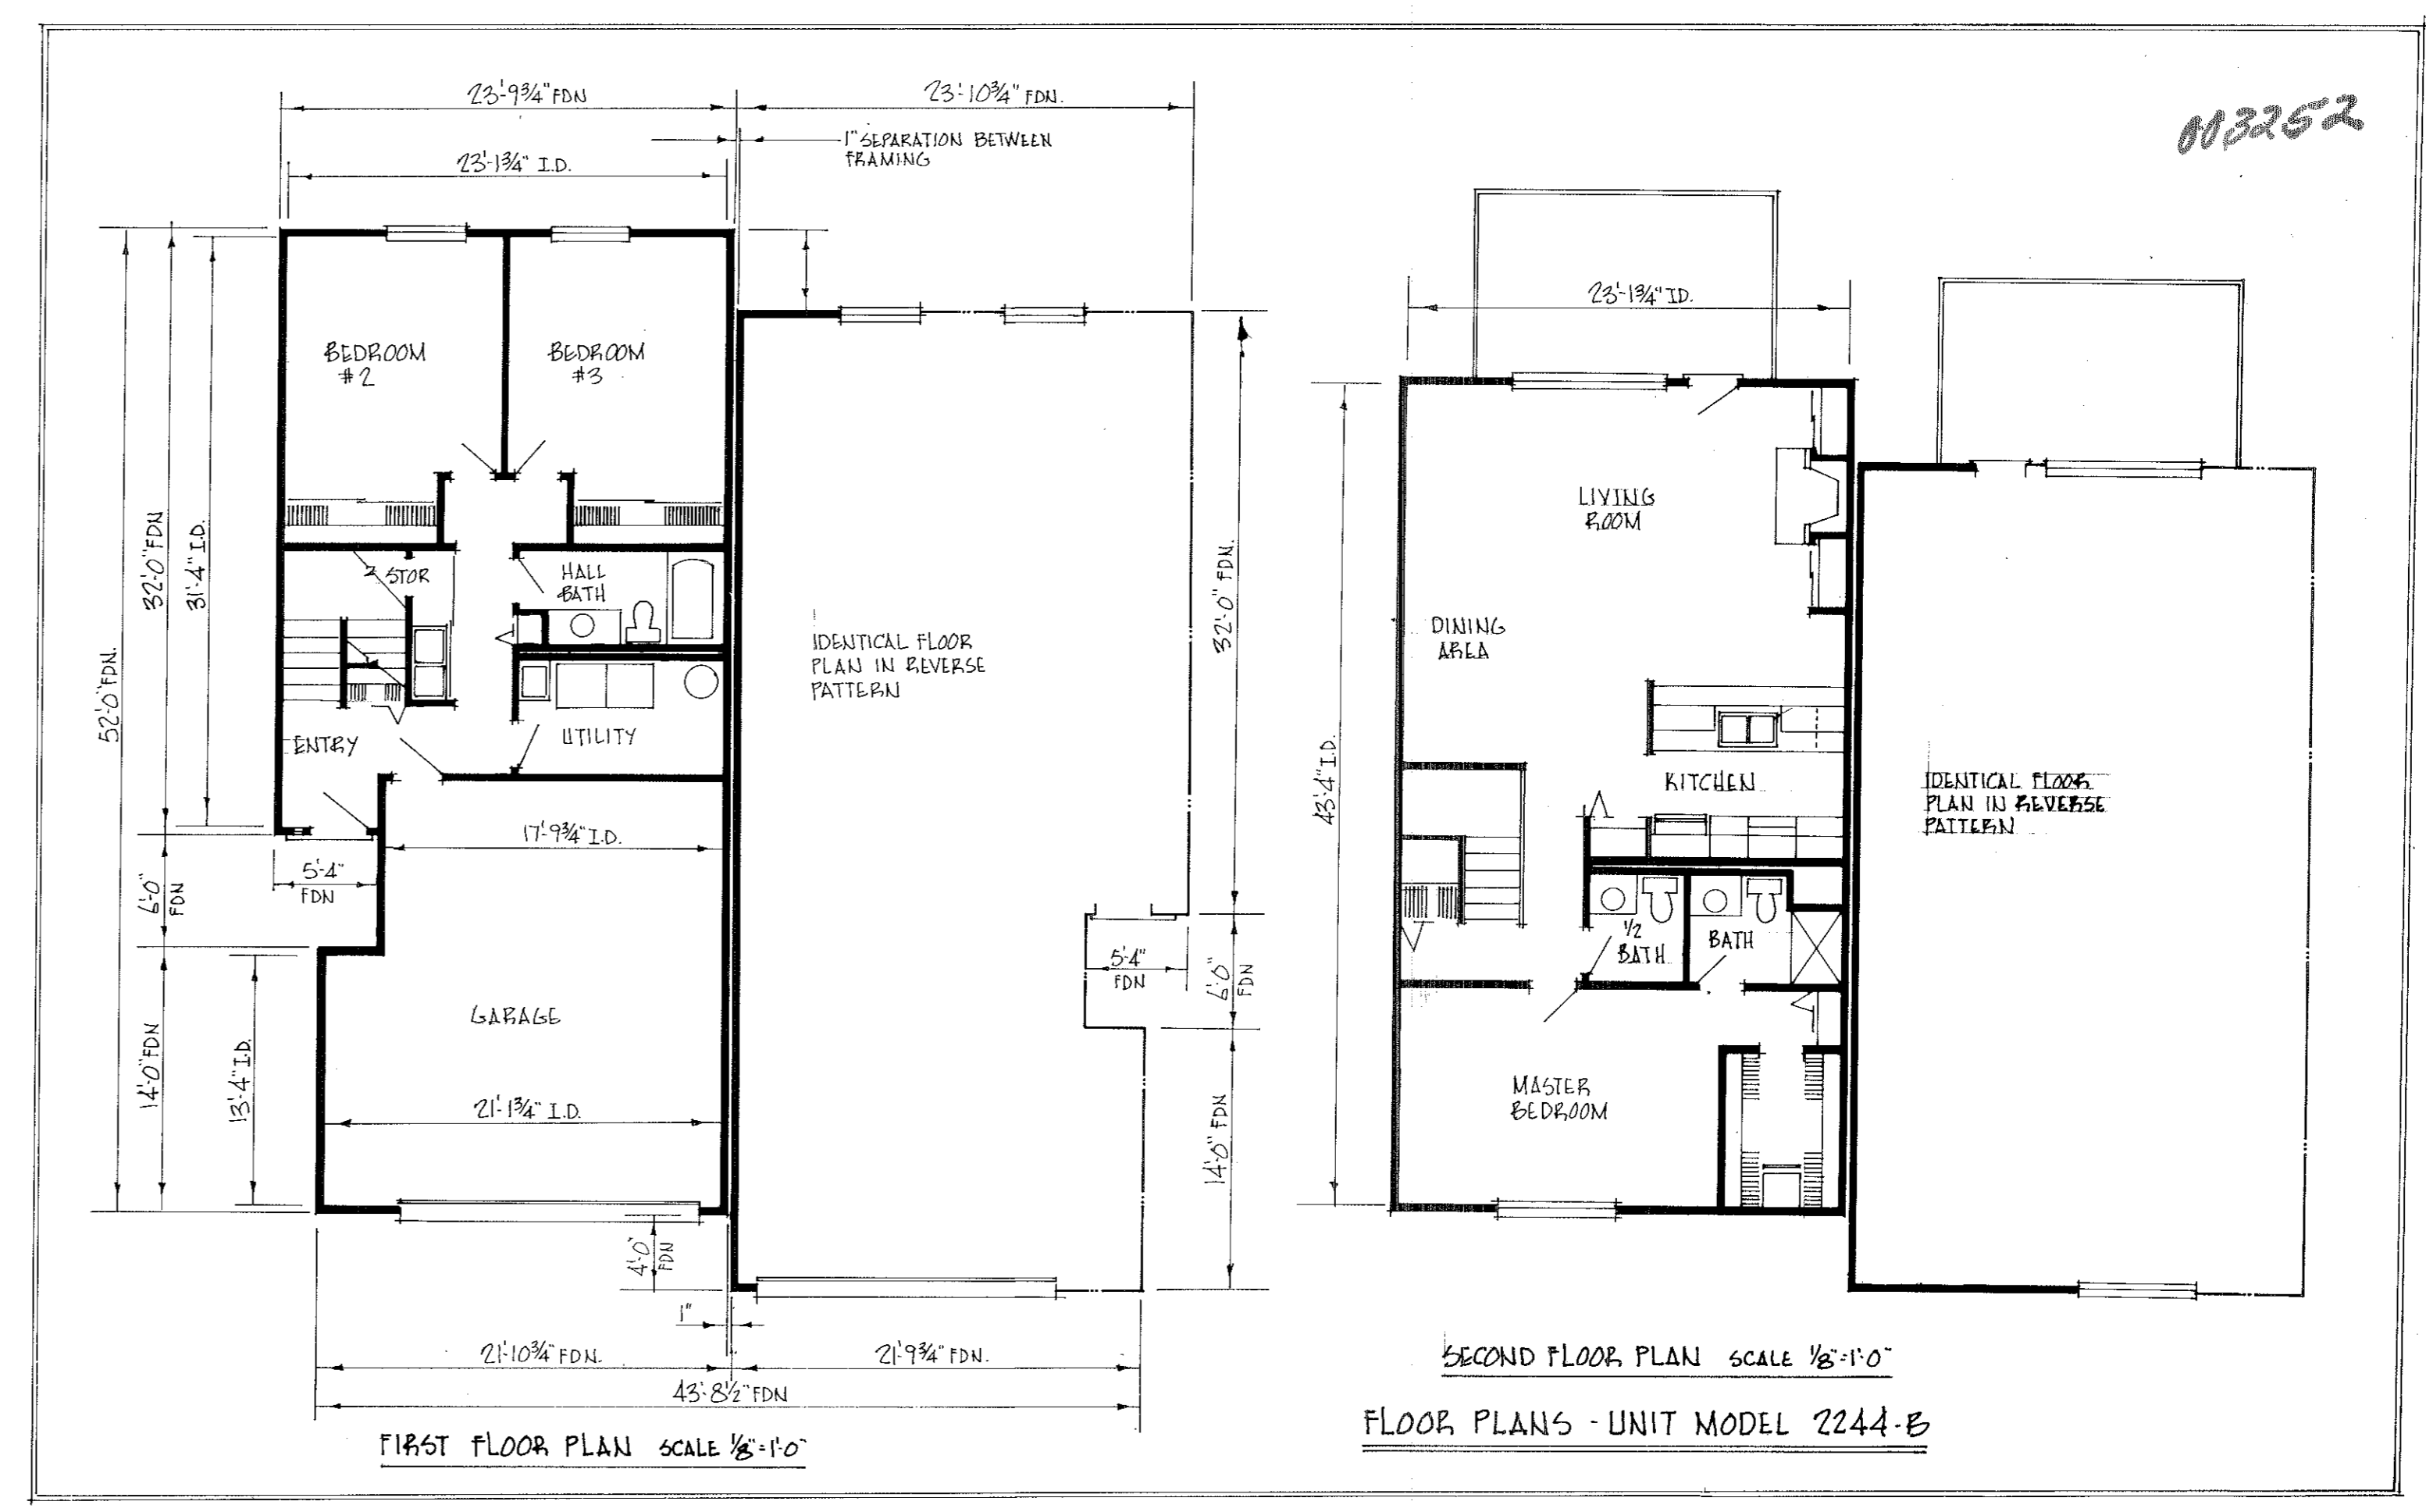 23'-9¾" FDN
23'-10¾" FDN.
1" SEPARATION BETWEEN
FRAMING
23'-1¾" I.D.
003252
BEDROOM
#2
BEDROOM
#3
STOR
HALL
BATH
UTILITY
ENTRY
17'-9¾" I.D.
5'-4"
FDN
GARAGE
21'-1¾" I.D.
52'-0" FDN.
32'-0" FDN
31'-4" I.D.
6'-0"
FDN
14'-0" FDN
13'-4" I.D.
4'-0"
FDN
1"
IDENTICAL FLOOR
PLAN IN REVERSE
PATTERN
32'-0" FDN.
5'-4"
FDN
6'-0"
FDN
14'-0" FDN
21'-10¾" FDN.
21'-9¾" FDN.
43'-8½" FDN
FIRST FLOOR PLAN SCALE ⅛"=1'-0"
23'-1¾" I.D.
LIVING
ROOM
DINING
AREA
43'-4" I.D.
KITCHEN
½
BATH
BATH
MASTER
BEDROOM
IDENTICAL FLOOR
PLAN IN REVERSE
PATTERN
SECOND FLOOR PLAN SCALE ⅛"=1'-0"
FLOOR PLANS - UNIT MODEL 2244-B